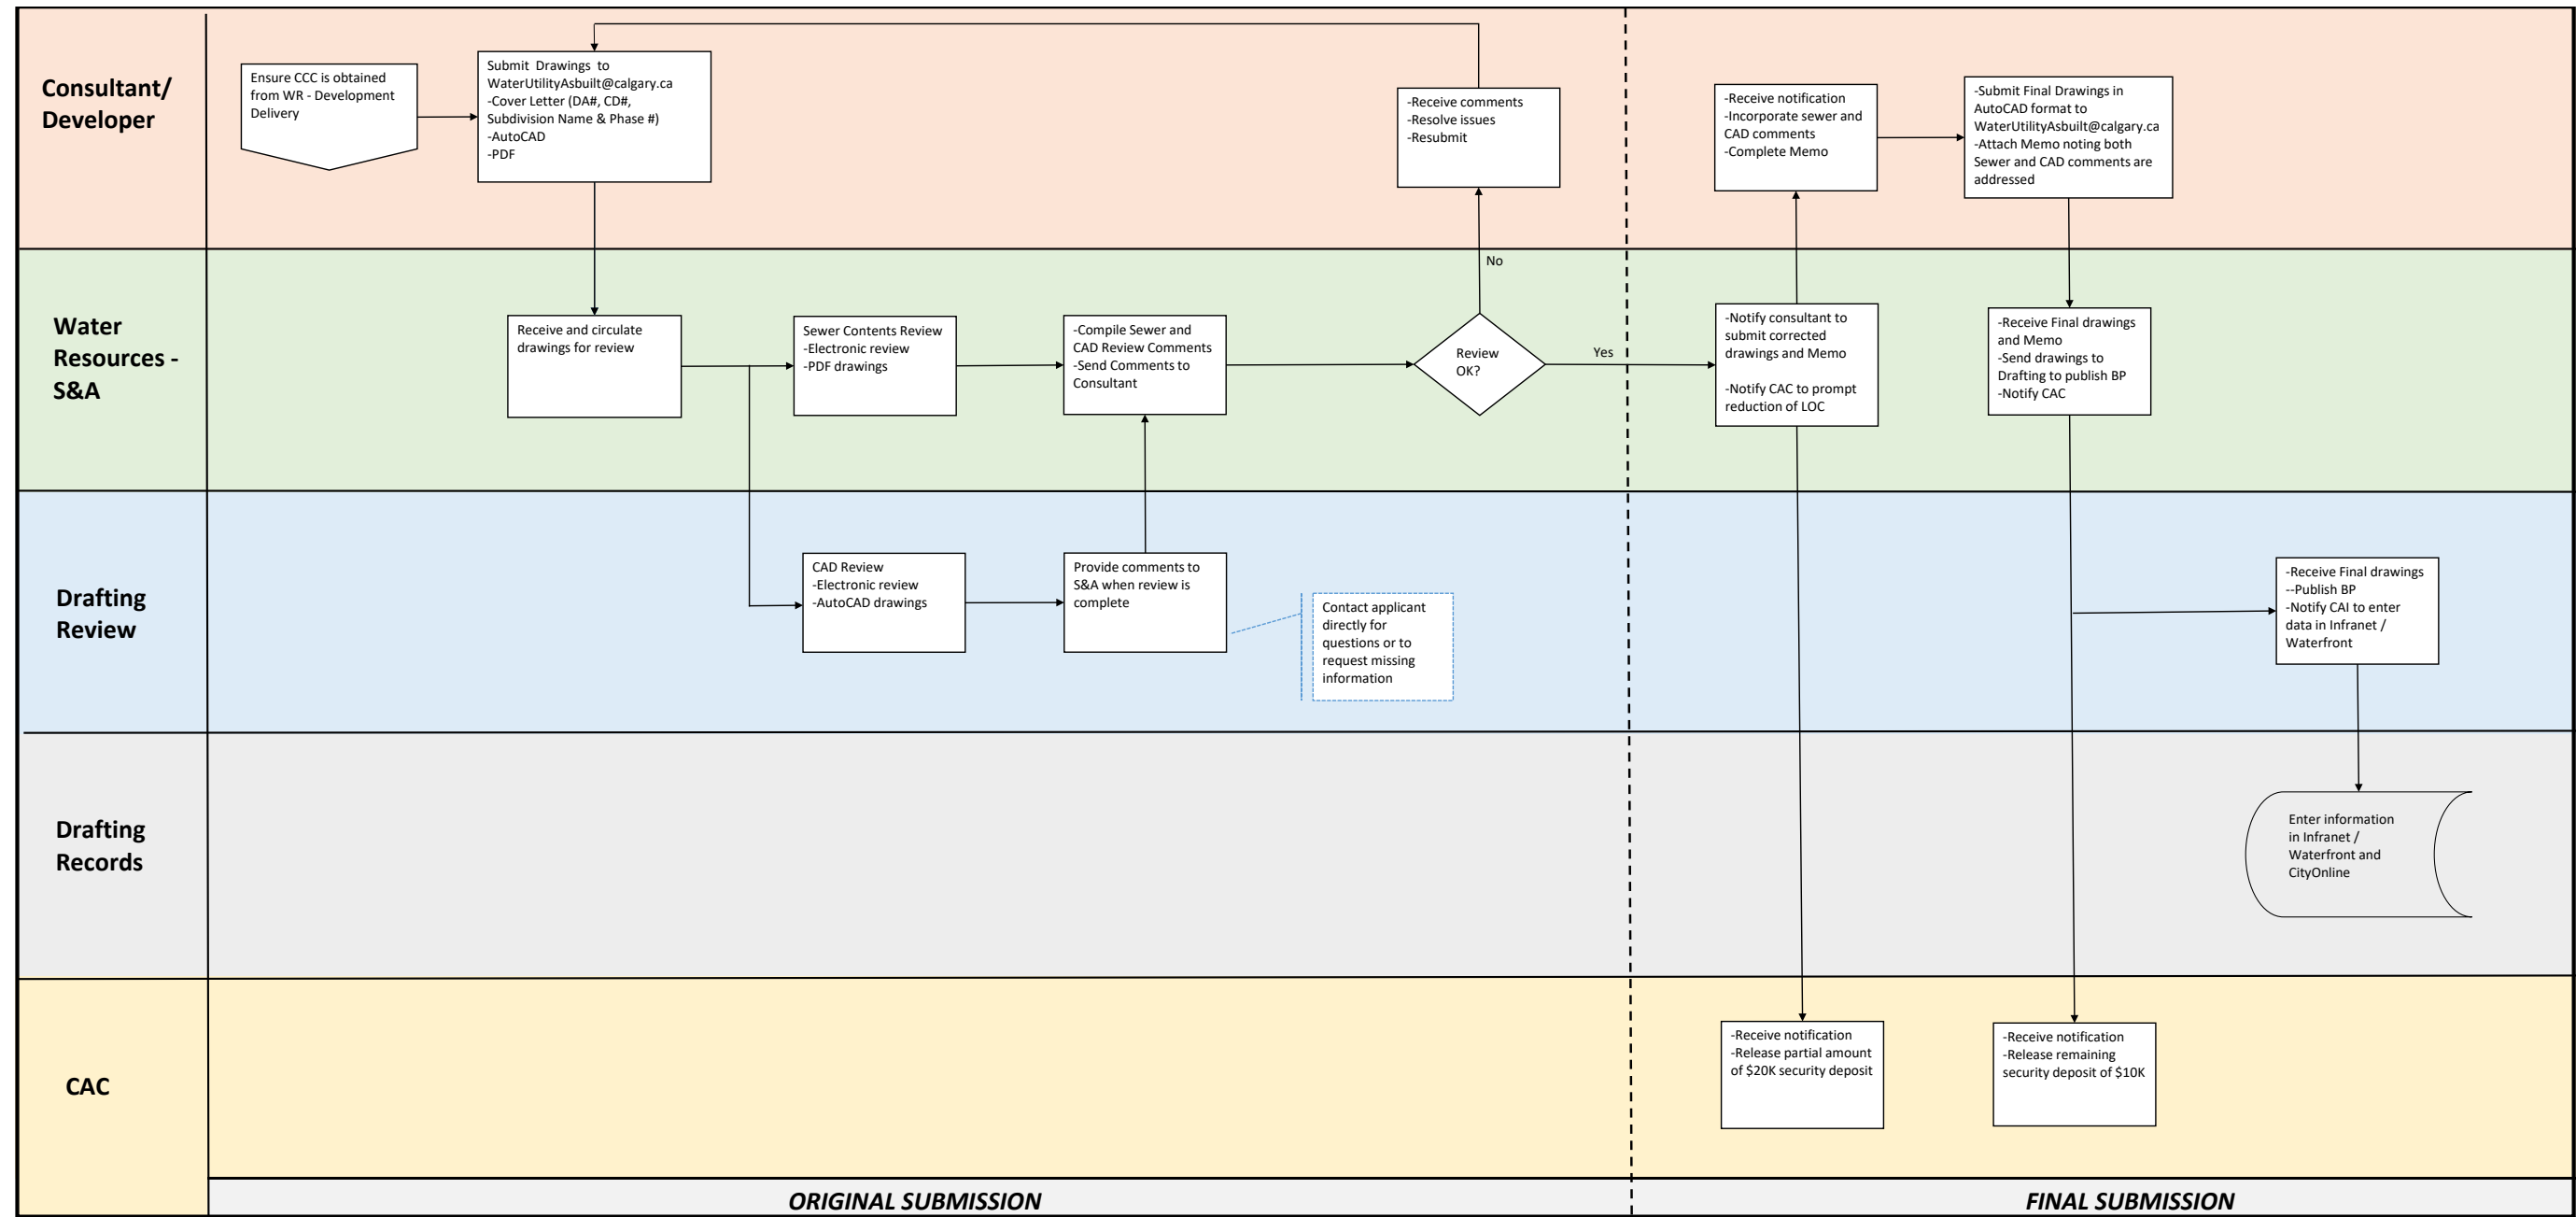 Consultant/
Developer
Ensure CCC is obtained
from WR - Development
Delivery
Submit  Drawings  to
WaterUtilityAsbuilt@calgary.ca
-Cover Letter (DA#, CD#,
Subdivision Name & Phase #)
-AutoCAD
-PDF
-Receive comments
-Resolve issues
-Resubmit
-Receive notification
-Incorporate sewer and
CAD comments
-Complete Memo
-Submit Final Drawings in
AutoCAD format to
WaterUtilityAsbuilt@calgary.ca
-Attach Memo noting both
Sewer and CAD comments are
addressed
Water
Resources -
S&A
Receive and circulate
drawings for review
Sewer Contents Review
-Electronic review
-PDF drawings
-Compile Sewer and
CAD Review Comments
-Send Comments to
Consultant
Review
OK?
No
Yes
-Notify consultant to
submit corrected
drawings and Memo
-Notify CAC to prompt
reduction of LOC
-Receive Final drawings
and Memo
-Send drawings to
Drafting to publish BP
-Notify CAC
Drafting
Review
CAD Review
-Electronic review
-AutoCAD drawings
Provide comments to
S&A when review is
complete
Contact applicant
directly for
questions or to
request missing
information
-Receive Final drawings
--Publish BP
-Notify CAI to enter
data in Infranet /
Waterfront
Drafting
Records
Enter information
in Infranet /
Waterfront and
CityOnline
CAC
-Receive notification
-Release partial amount
of $20K security deposit
-Receive notification
-Release remaining
security deposit of $10K
ORIGINAL SUBMISSION
FINAL SUBMISSION